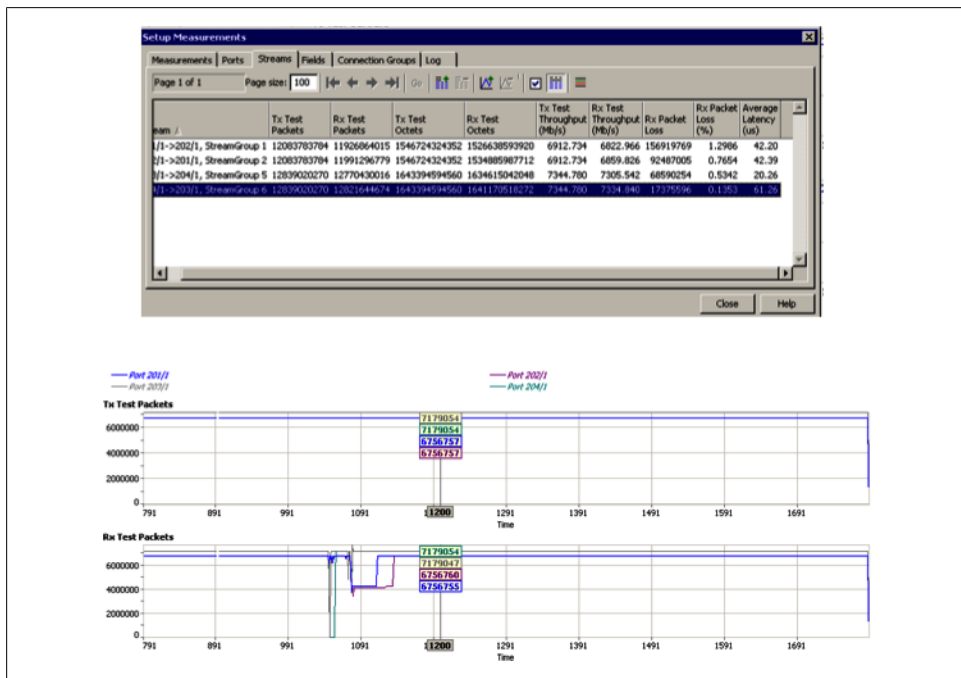 Setup Measurements
Measurements Ports Streams Fields Connection Groups Log
Page 1 of 1 Page size: 100 Go
eam / Tx Test Packets Rx Test Packets Tx Test Octets Rx Test Octets Tx Test Throughput (Mb/s) Rx Test Throughput (Mb/s) Rx Packet Loss Rx Packet Loss (%) Average Latency (us)
1/1->202/1, StreamGroup 1 12083783784 11926864015 1546724324352 1526638593920 6912.734 6822.966 156919769 1.2986 42.20
2/1->201/1, StreamGroup 2 12083783784 11991296779 1546724324352 1534885987712 6912.734 6859.826 92487005 0.7654 42.39
3/1->204/1, StreamGroup 5 12839020270 12770430016 1643394594560 1634615042048 7344.780 7305.542 68590254 0.5342 20.26
4/1->203/1, StreamGroup 6 12839020270 12821644674 1643394594560 1641170518272 7344.780 7334.840 17375596 0.1353 61.26
Close Help
Port 201/1 Port 202/1
Port 203/1 Port 204/1
Tx Test Packets
7179054
6000000 7179054
6756757
4000000 6756757
2000000
0
791 891 991 1091 1200 1291 1391 1491 1591 1691
Time
Rx Test Packets
7179054
6000000 7179047
6756760
4000000 6756755
2000000
0
791 891 991 1091 1200 1291 1391 1491 1591 1691
Time